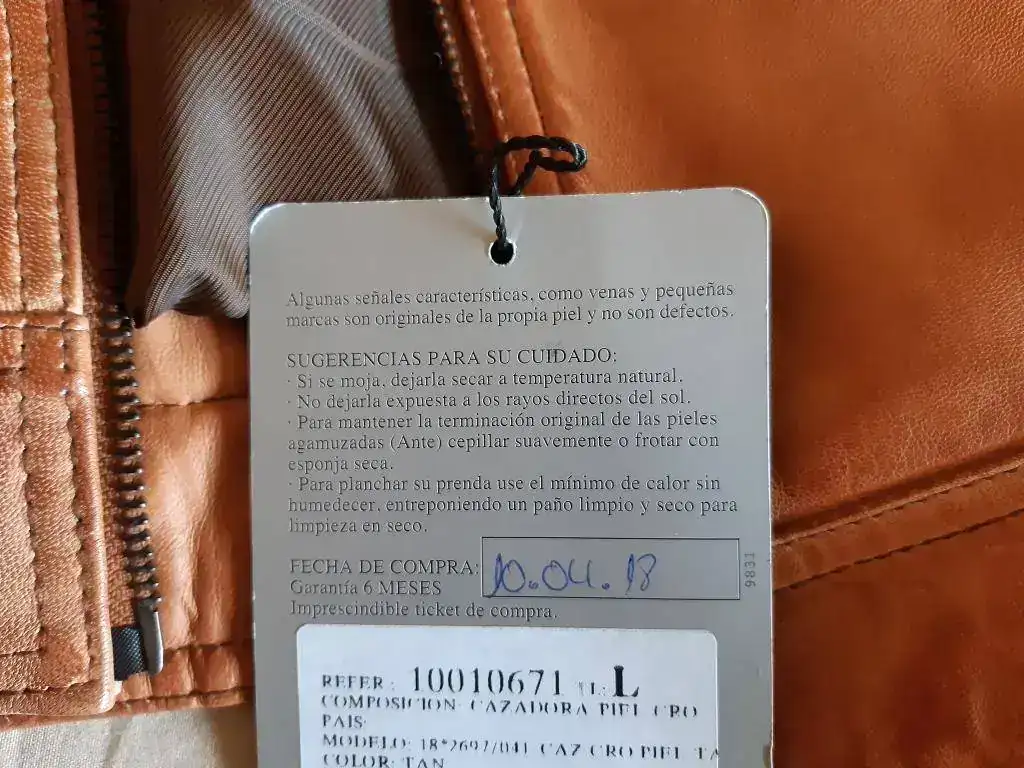 Algunas señales características, como venas y pequeñas
marcas son originales de la propia piel y no son defectos.
SUGERENCIAS PARA SU CUIDADO:
· Si se moja, dejarla secar a temperatura natural.
· No dejarla expuesta a los rayos directos del sol.
· Para mantener la terminación original de las pieles
agamuzadas (Ante) cepillar suavemente o frotar con
esponja seca.
· Para planchar su prenda use el mínimo de calor sin
humedecer, entreponiendo un paño limpio y seco para
limpieza en seco.
FECHA DE COMPRA: 10.04.18
Garantía 6 MESES
Imprescindible ticket de compra.
9831
REFER : 10010671 TL: L
COMPOSICION: CAZADORA PIEL CRO
PAIS:
MODELO: 18*2697/041 CAZ CRO PIEL TA
COLOR: TAN